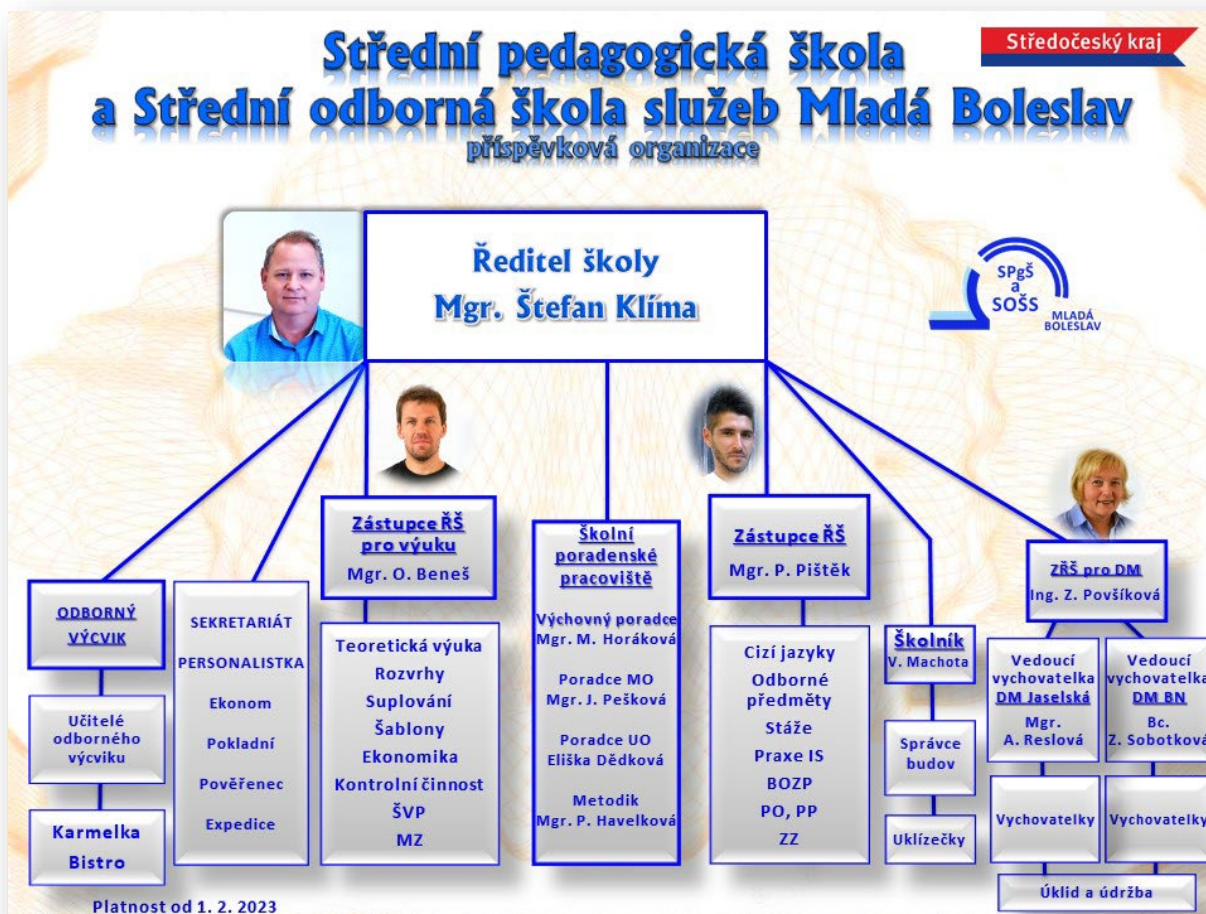 Střední pedagogická škola
a Střední odborná škola služeb Mladá Boleslav
příspěvková organizace
Středočeský kraj
Ředitel školy
Mgr. Štefan Klíma
SPgŠ
a
SOŠS
MLADÁ
BOLESLAV
ODBORNÝ
VÝCVIK
Učitelé
odborného
výcviku
Karmelka
Bistro
SEKRETARIÁT
PERSONALISTKA
Ekonom
Pokladní
Pověřenec
Expedice
Zástupce ŘŠ
pro výuku
Mgr. O. Beneš
Teoretická výuka
Rozvrhy
Suplování
Šablony
Ekonomika
Kontrolní činnost
ŠVP
MZ
Školní
poradenské
pracoviště
Výchovný poradce
Mgr. M. Horáková
Poradce MO
Mgr. J. Pešková
Poradce UO
Eliška Dědková
Metodik
Mgr. P. Havelková
Zástupce ŘŠ
Mgr. P. Pištěk
Cizí jazyky
Odborné
předměty
Stáže
Praxe IS
BOZP
PO, PP
ZZ
Školník
V. Machota
Správce
budov
Uklízečky
ZŘŠ pro DM
Ing. Z. Povšíková
Vedoucí
vychovatelka
DM Jaselská
Mgr.
A. Reslová
Vychovatelky
Vedoucí
vychovatelka
DM BN
Bc.
Z. Sobotková
Vychovatelky
Úklid a údržba
Platnost od 1. 2. 2023